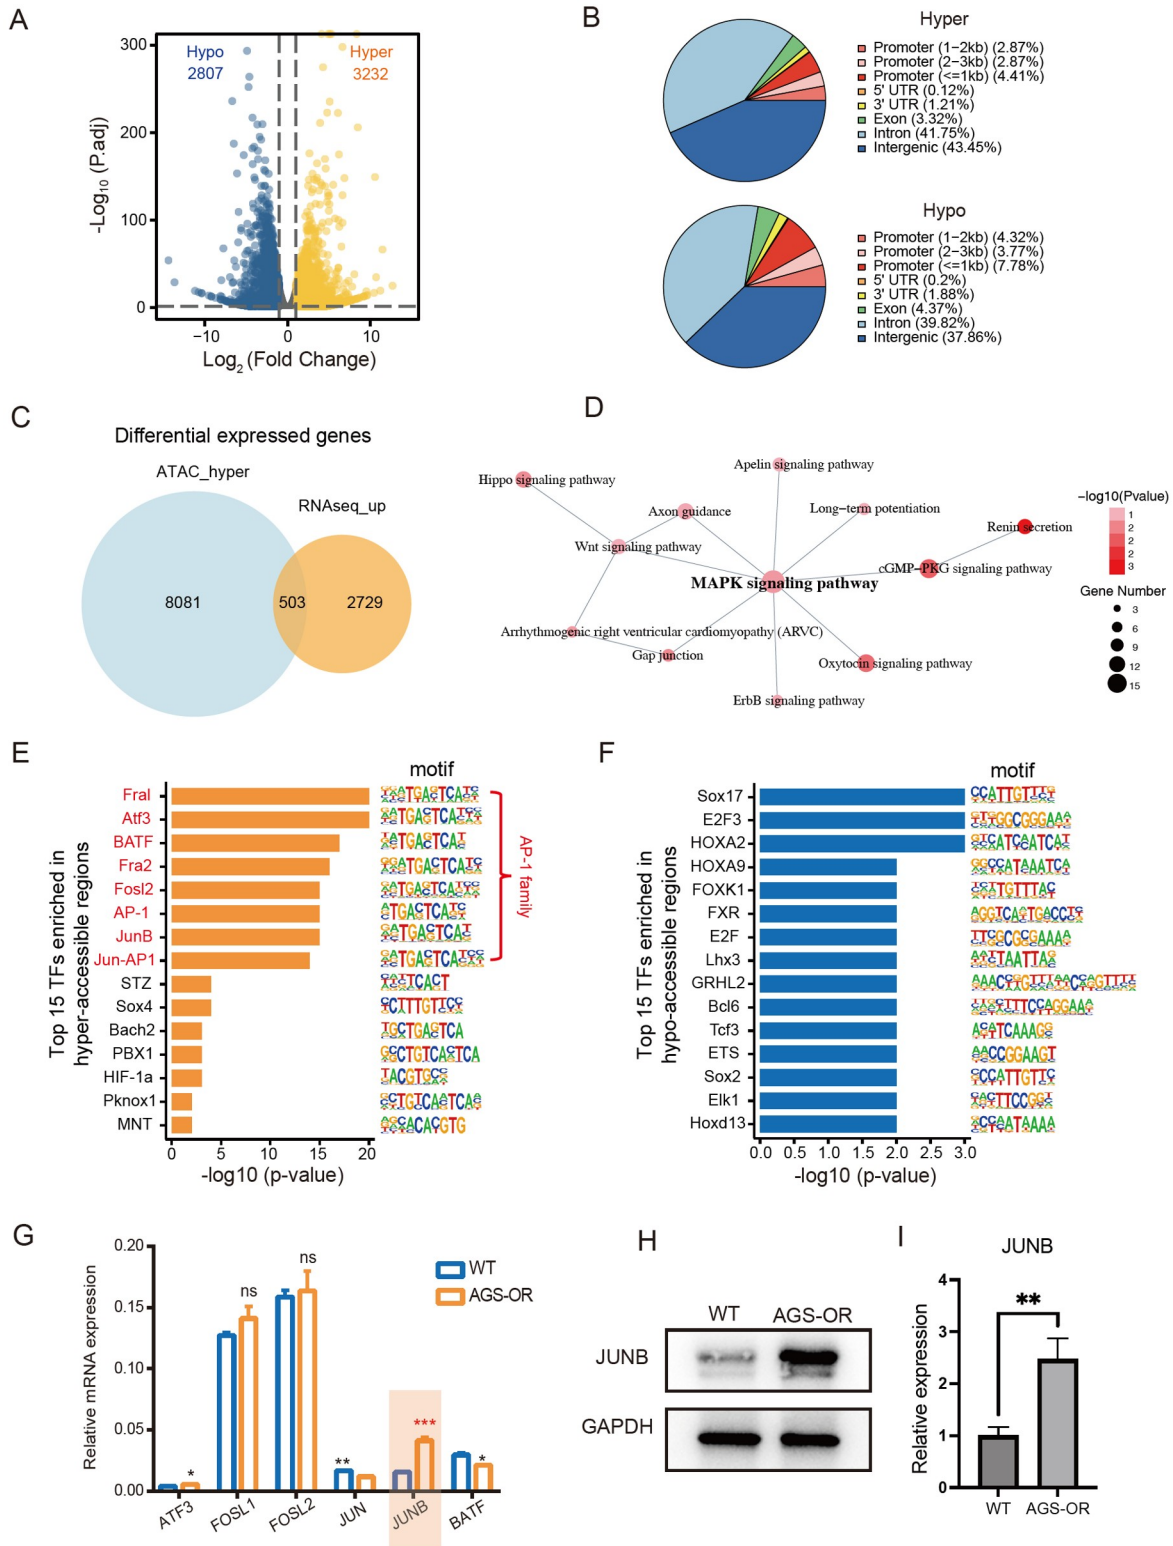 A
Hypo
2807
Hyper
3232
300
200
100
0
-Log10 (P.adj)
−10
0
10
Log2 (Fold Change)
B
Hyper
Promoter (1−2kb) (2.87%)
Promoter (2−3kb) (2.87%)
Promoter (<=1kb) (4.41%)
5' UTR (0.12%)
3' UTR (1.21%)
Exon (3.32%)
Intron (41.75%)
Intergenic (43.45%)
Hypo
Promoter (1−2kb) (4.32%)
Promoter (2−3kb) (3.77%)
Promoter (<=1kb) (7.78%)
5' UTR (0.2%)
3' UTR (1.88%)
Exon (4.37%)
Intron (39.82%)
Intergenic (37.86%)
C
Differential expressed genes
ATAC_hyper
RNAseq_up
8081
503
2729
D
Apelin signaling pathway
Hippo signaling pathway
Axon guidance
Long−term potentiation
Renin secretion
Wnt signaling pathway
cGMP−PKG signaling pathway
MAPK signaling pathway
Arrhythmogenic right ventricular cardiomyopathy (ARVC)
Gap junction
Oxytocin signaling pathway
ErbB signaling pathway
−log10(Pvalue)
1
2
2
2
3
Gene Number
3
6
9
12
15
E
motif
Top 15 TFs enriched in
hyper-accessible regions
Fral
Atf3
BATF
Fra2
Fosl2
AP-1
JunB
Jun-AP1
STZ
Sox4
Bach2
PBX1
HIF-1a
Pknox1
MNT
AP-1 family
0
5
10
15
20
-log10 (p-value)
F
motif
Top 15 TFs enriched in
hypo-accessible regions
Sox17
E2F3
HOXA2
HOXA9
FOXK1
FXR
E2F
Lhx3
GRHL2
Bcl6
Tcf3
ETS
Sox2
Elk1
Hoxd13
0.0
0.5
1.0
1.5
2.0
2.5
3.0
-log10 (p-value)
G
Relative mRNA expression
0.20
0.15
0.10
0.05
0.00
WT
AGS-OR
*
ns
ns
**
***
*
ATF3
FOSL1
FOSL2
JUN
JUNB
BATF
H
WT
AGS-OR
JUNB
GAPDH
I
JUNB
**
Relative expression
4
3
2
1
0
WT
AGS-OR